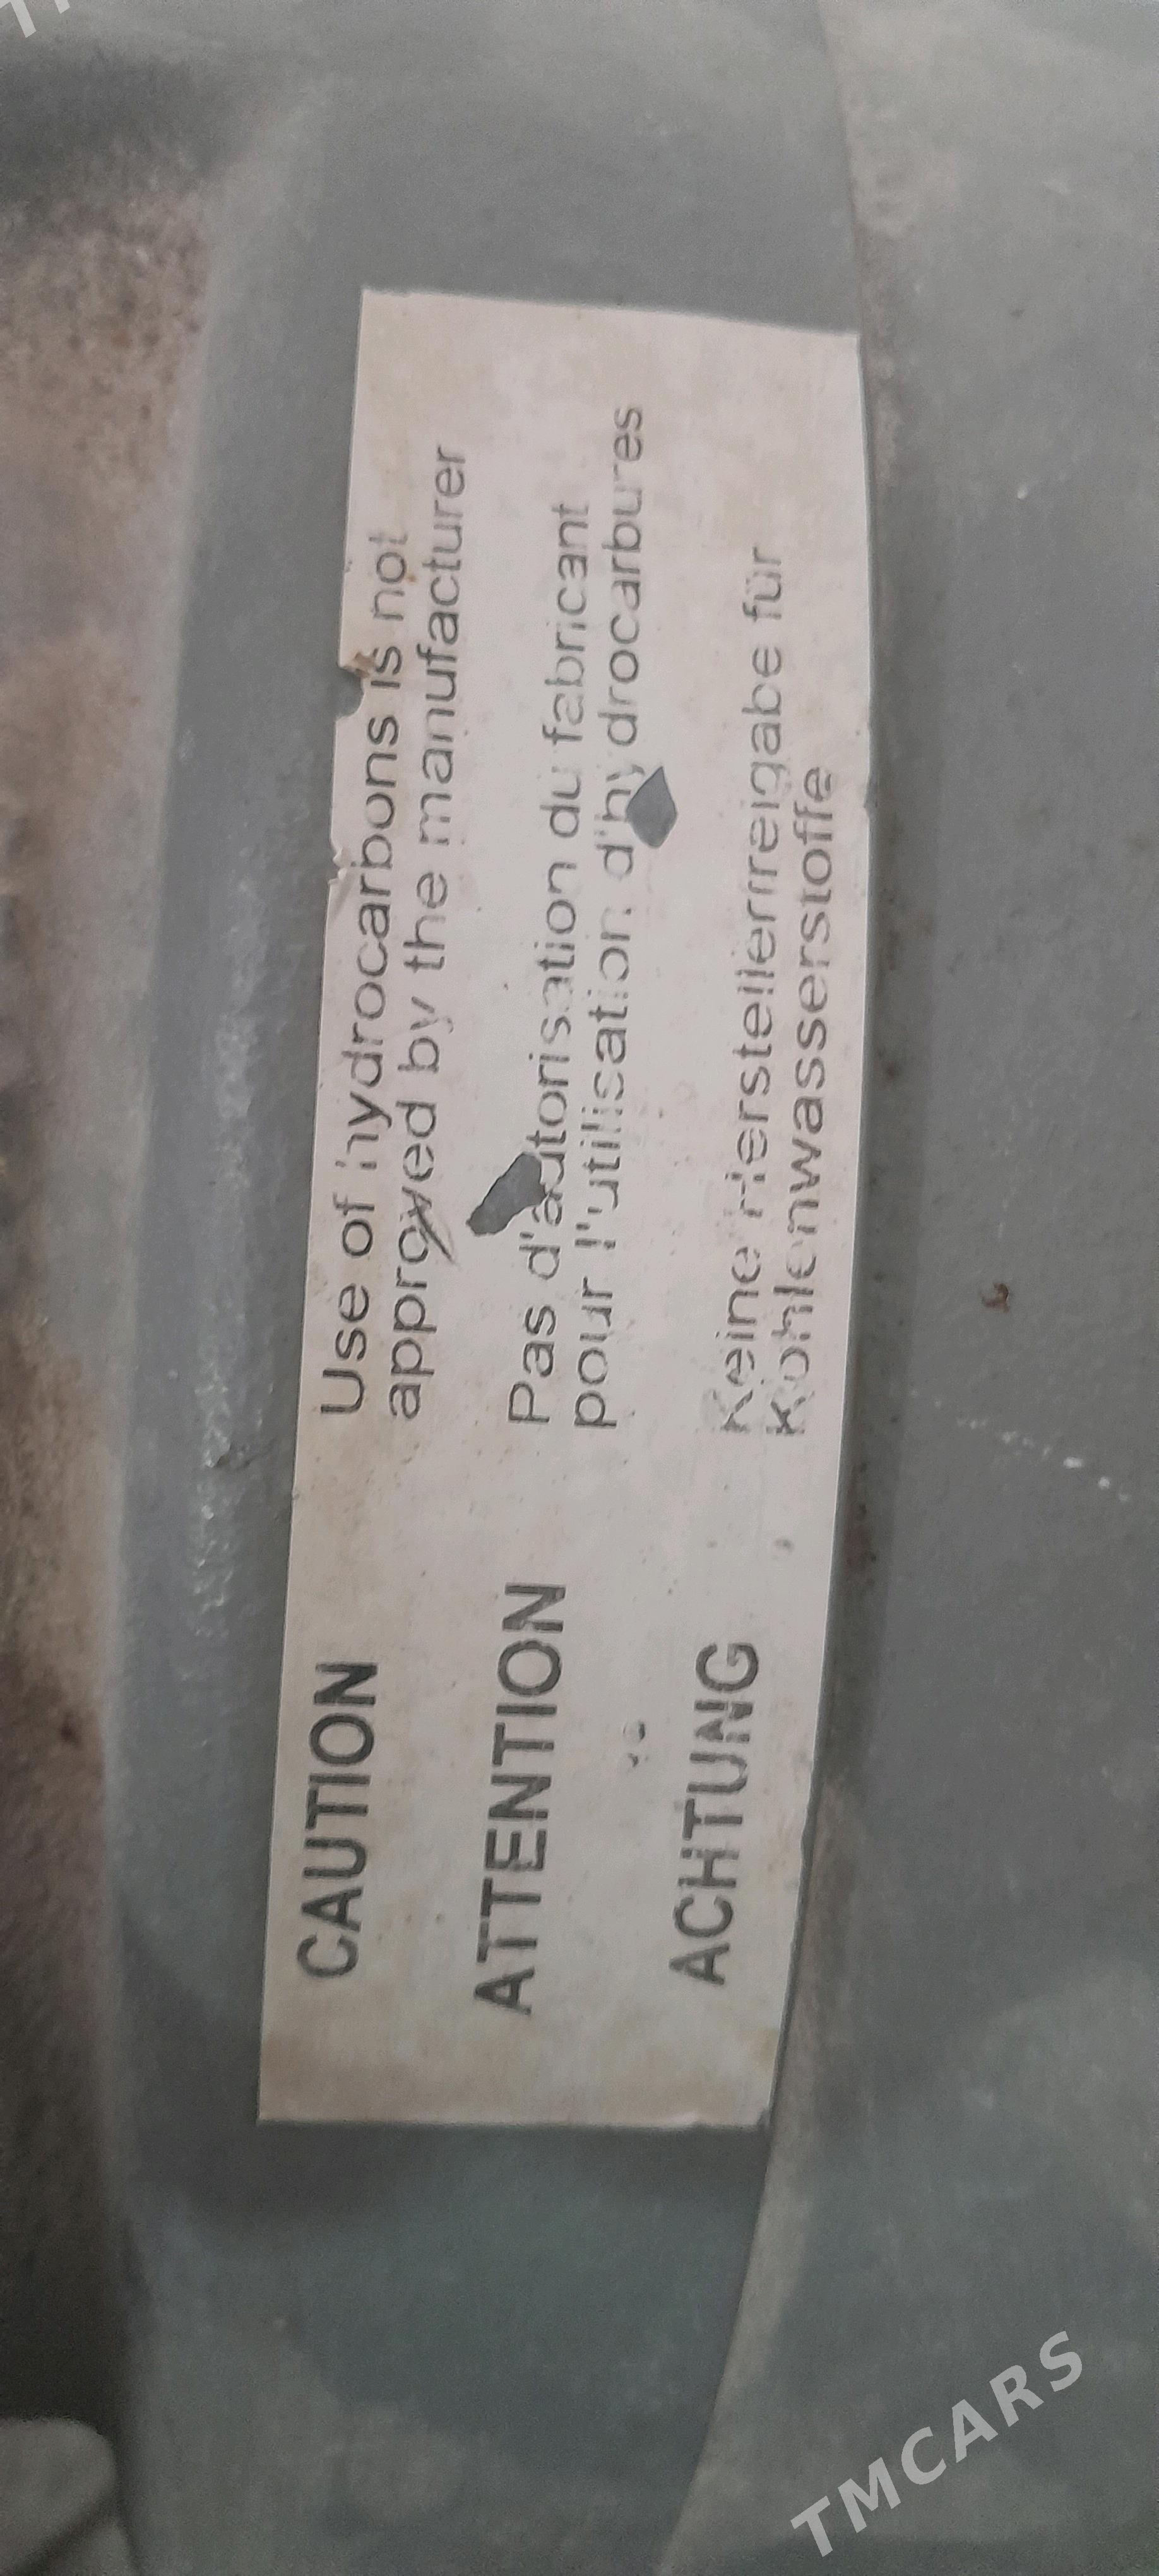 CAUTION Use of hydrocarbons is not
approved by the manufacturer
ATTENTION Pas d'autorisation du fabricant
pour l'utilisation d'hydrocarbures
ACHTUNG Keine Herstellerfreigabe für
Kohlenwasserstoffe
TMCARS